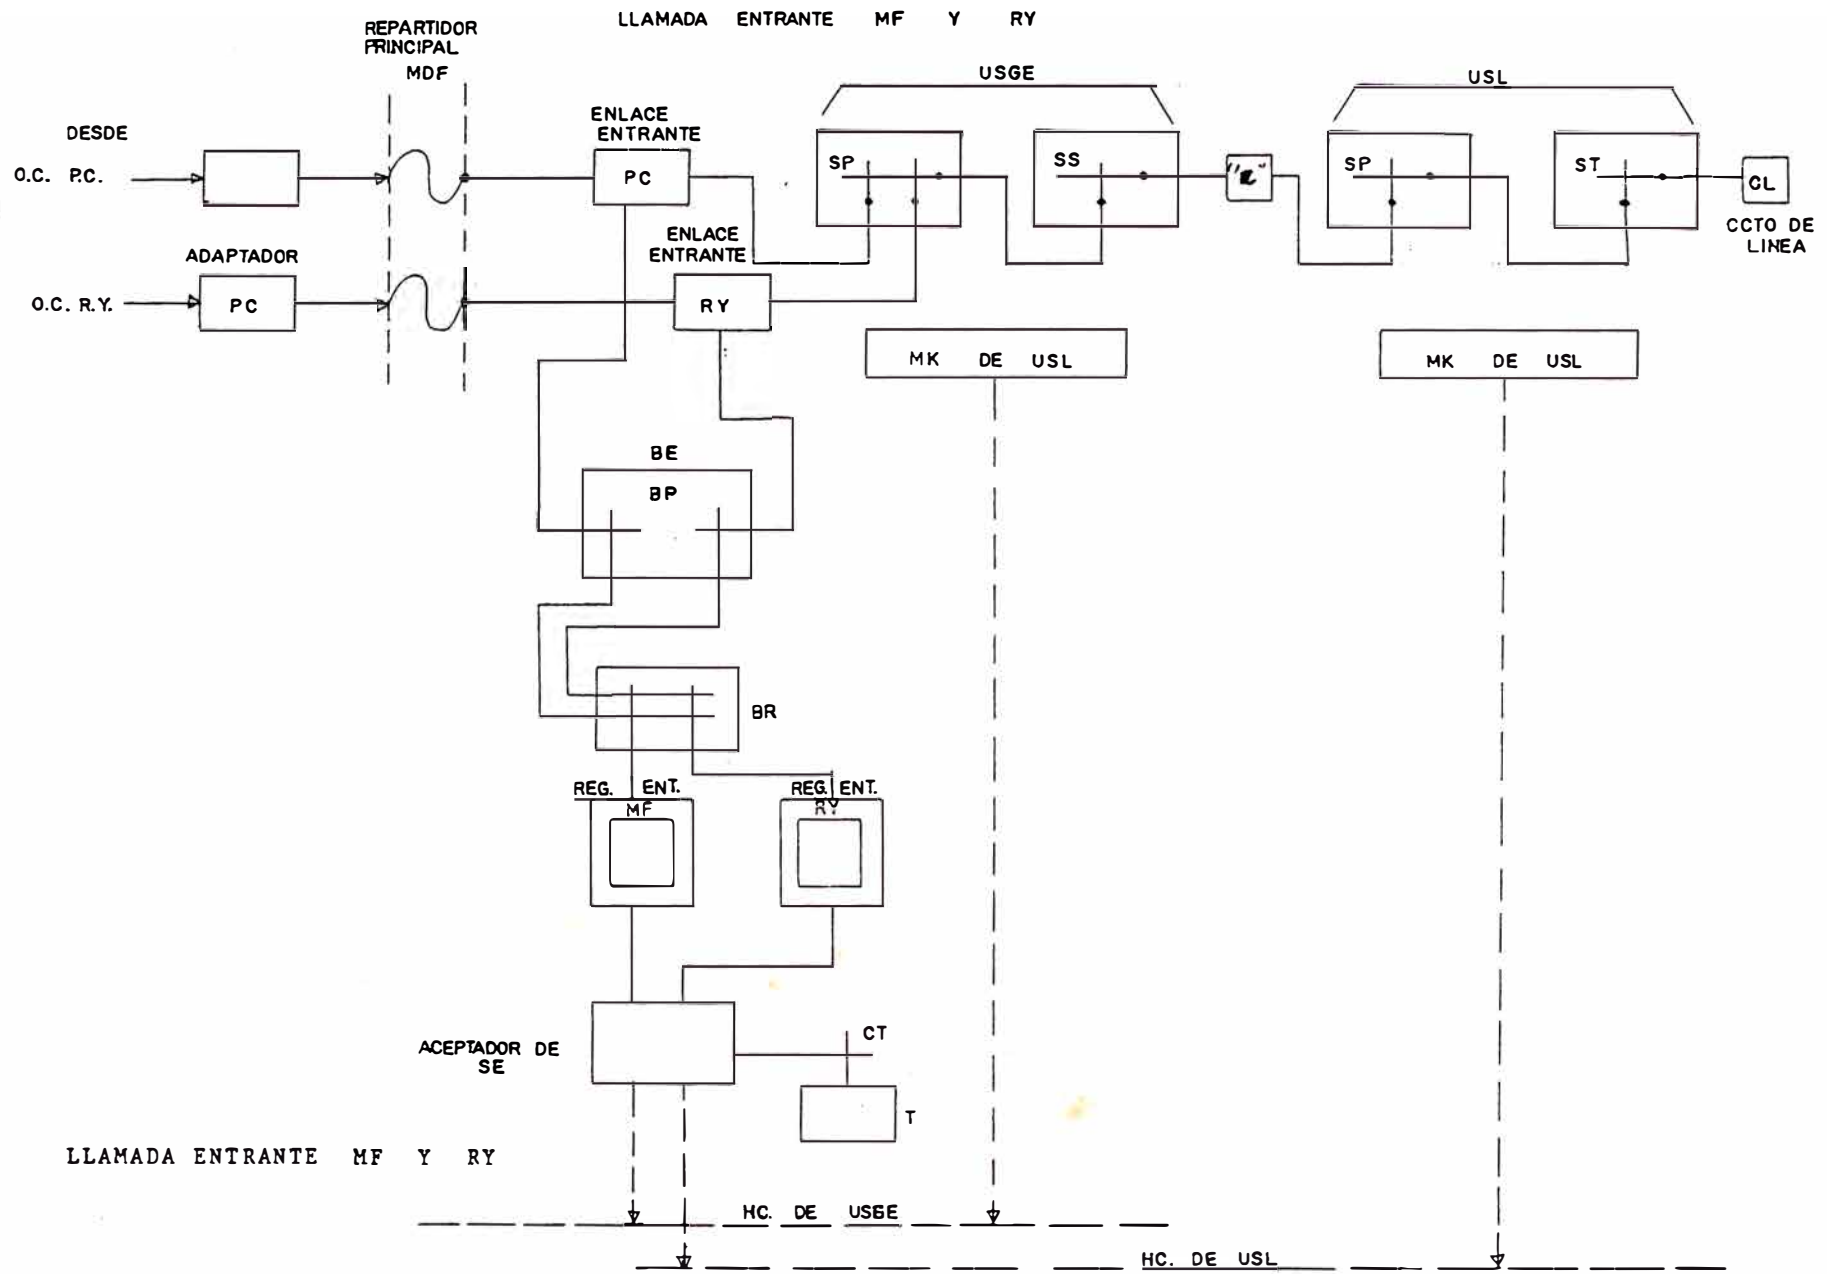 LLAMADA ENTRANTE MF Y RY
REPARTIDOR
PRINCIPAL
MDF
USGE
USL
DESDE
ENLACE
ENTRANTE
O.C. P.C.
PC
SP
SS
"a"
SP
ST
CL
CCTO DE
LINEA
ADAPTADOR
ENLACE
ENTRANTE
O.C. R.Y.
PC
RY
MK DE USL
MK DE USL
BE
BP
BR
REG. ENT.
MF
REG. ENT.
RY
ACEPTADOR DE
SE
CT
T
LLAMADA ENTRANTE MF Y RY
HC. DE USGE
HC. DE USL